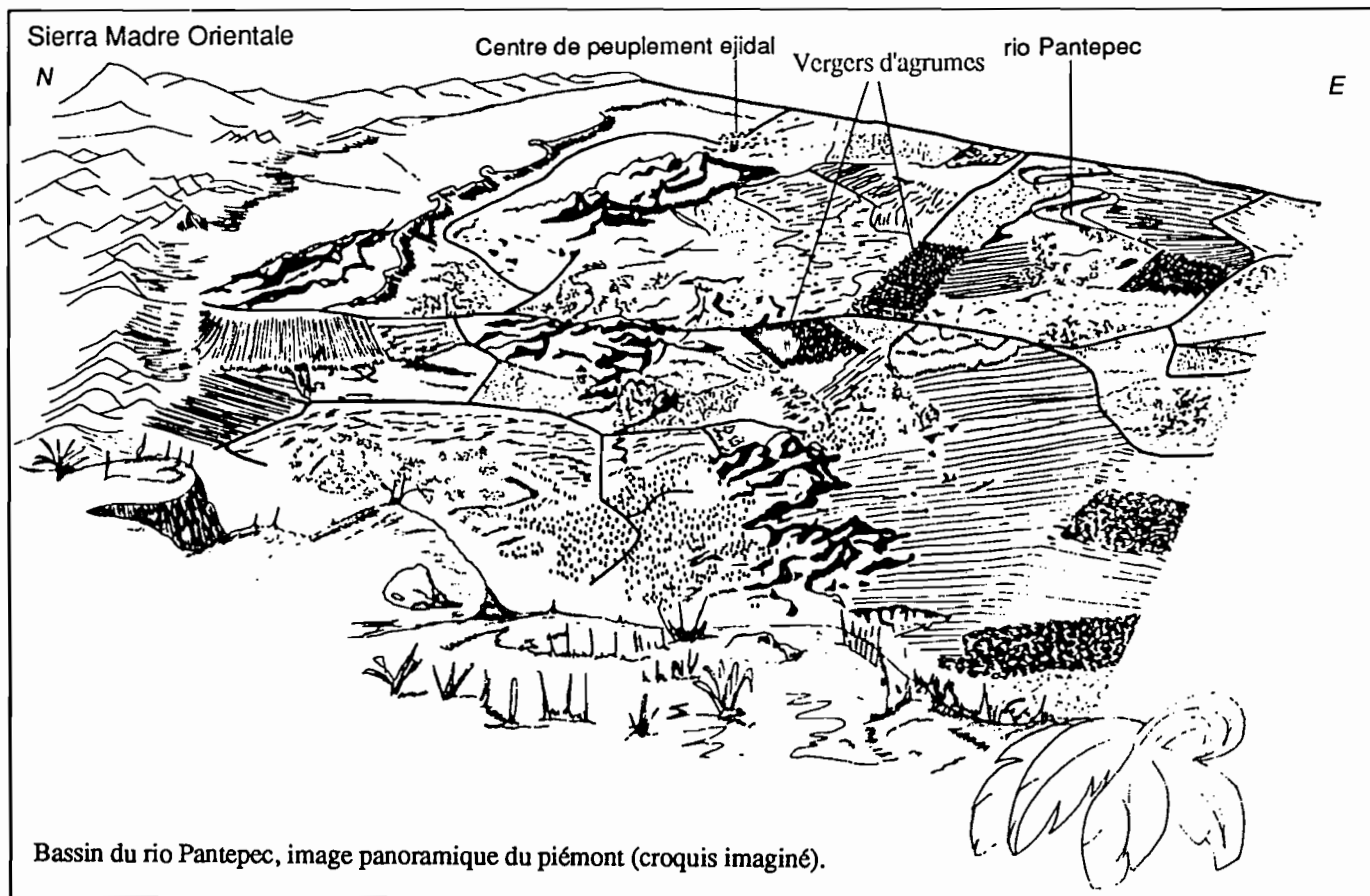 Sierra Madre Orientale
N
Centre de peuplement ejidal
Vergers d'agrumes
rio Pantepec
E
Bassin du rio Pantepec, image panoramique du piémont (croquis imaginé).